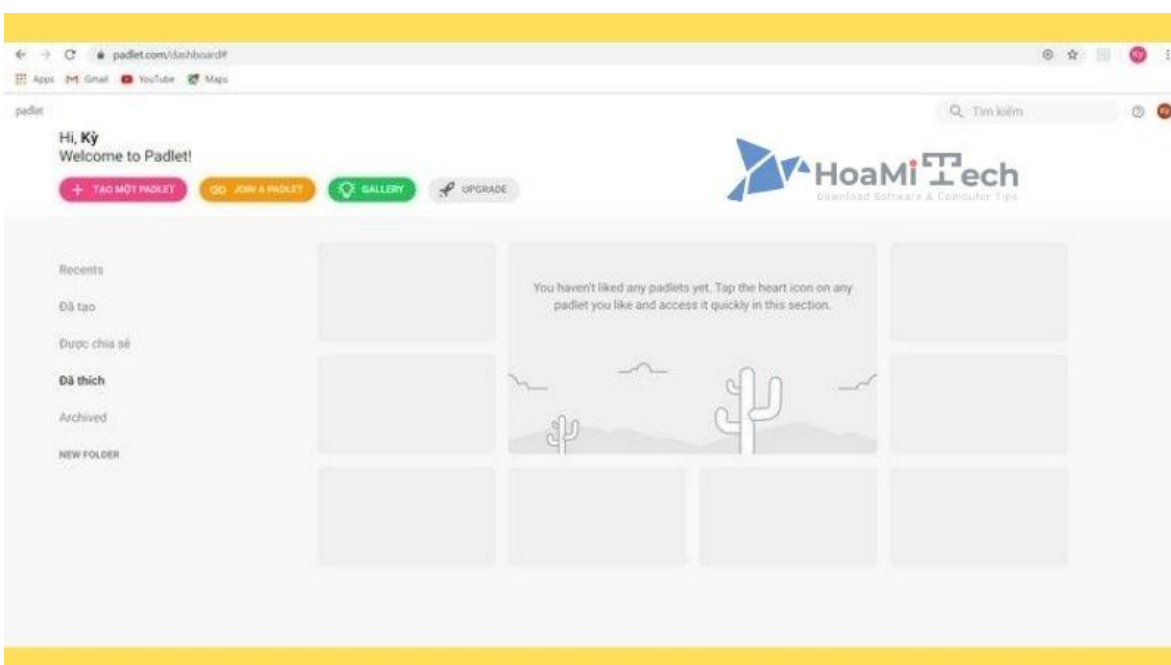 padlet.com/dashboard#
Apps Gmail YouTube Maps
padlet
Tìm kiếm
Hi, Kỳ
Welcome to Padlet!
+ TẠO MỘT PADLET
JOIN A PADLET
GALLERY
UPGRADE
HoaMiTech
Download Software & Computer Tips
Recents
Đã tạo
Được chia sẻ
Đã thích
Archived
NEW FOLDER
You haven't liked any padlets yet. Tap the heart icon on any
padlet you like and access it quickly in this section.